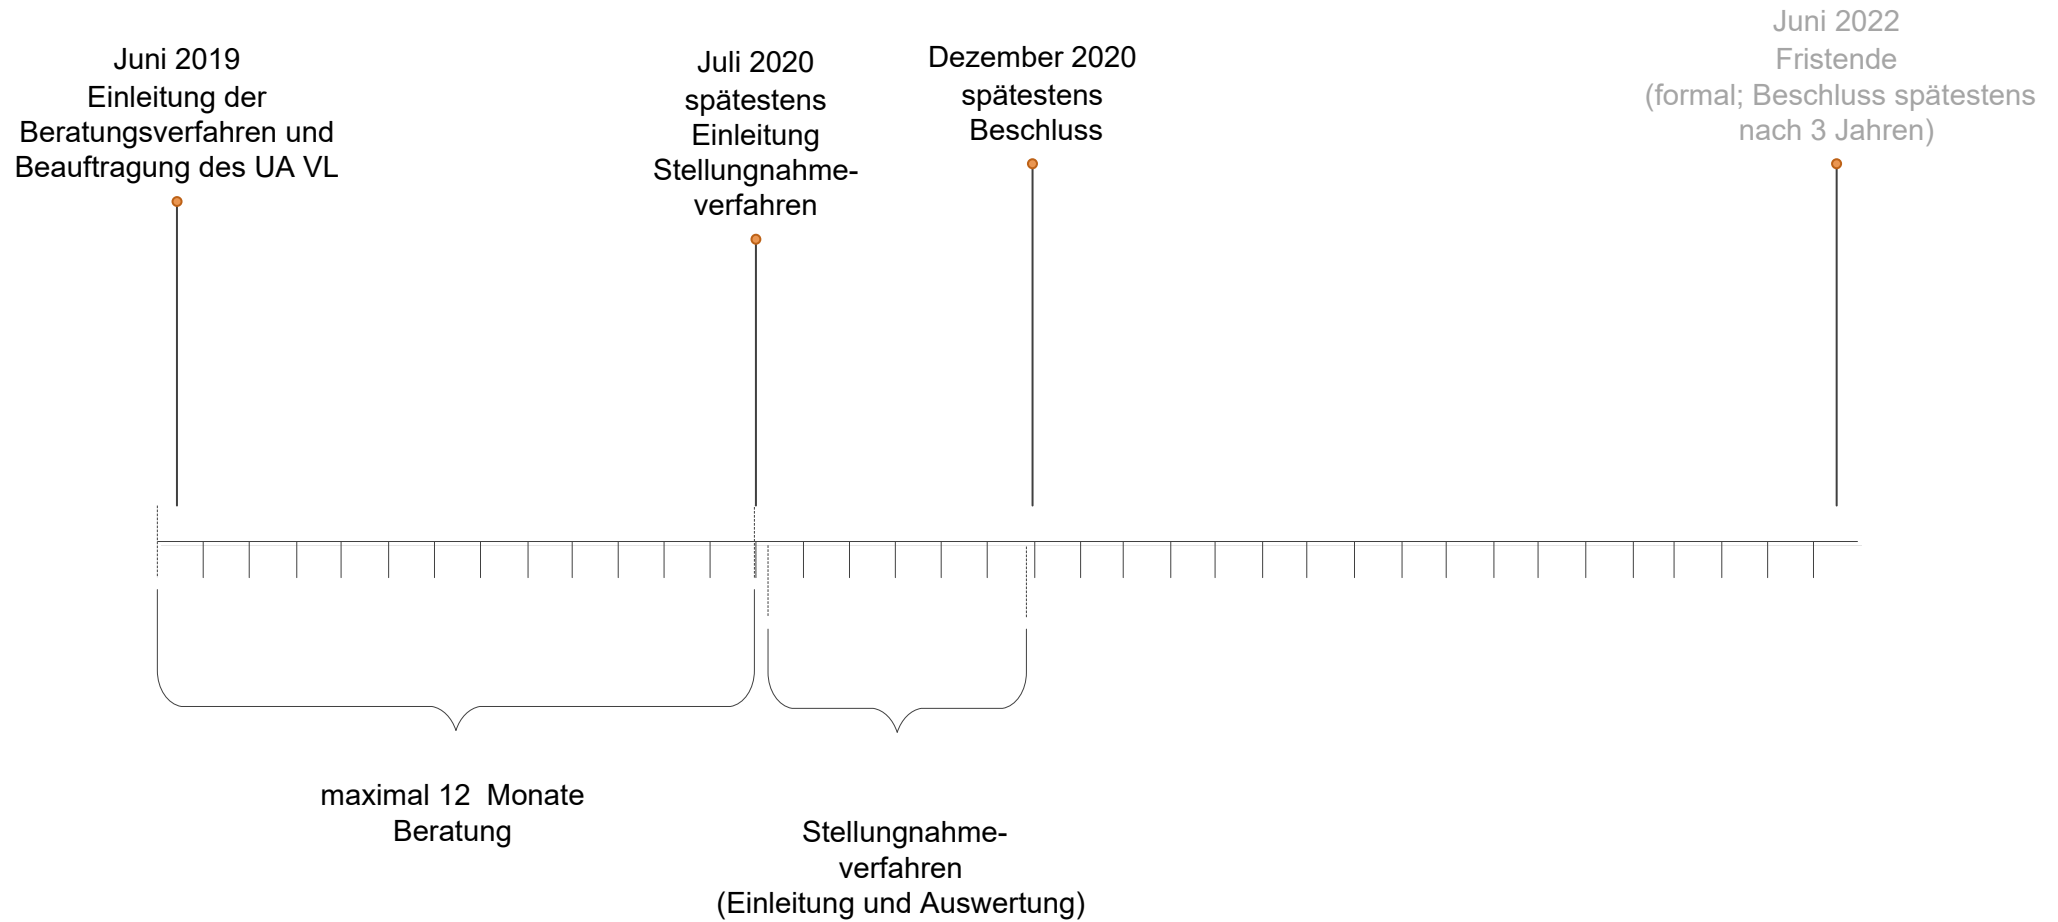 Juni 2019
Einleitung der
Beratungsverfahren und
Beauftragung des UA VL
Juli 2020
spätestens
Einleitung
Stellungnahme-
verfahren
Dezember 2020
spätestens
Beschluss
Juni 2022
Fristende
(formal; Beschluss spätestens
nach 3 Jahren)
maximal 12 Monate
Beratung
Stellungnahme-
verfahren
(Einleitung und Auswertung)